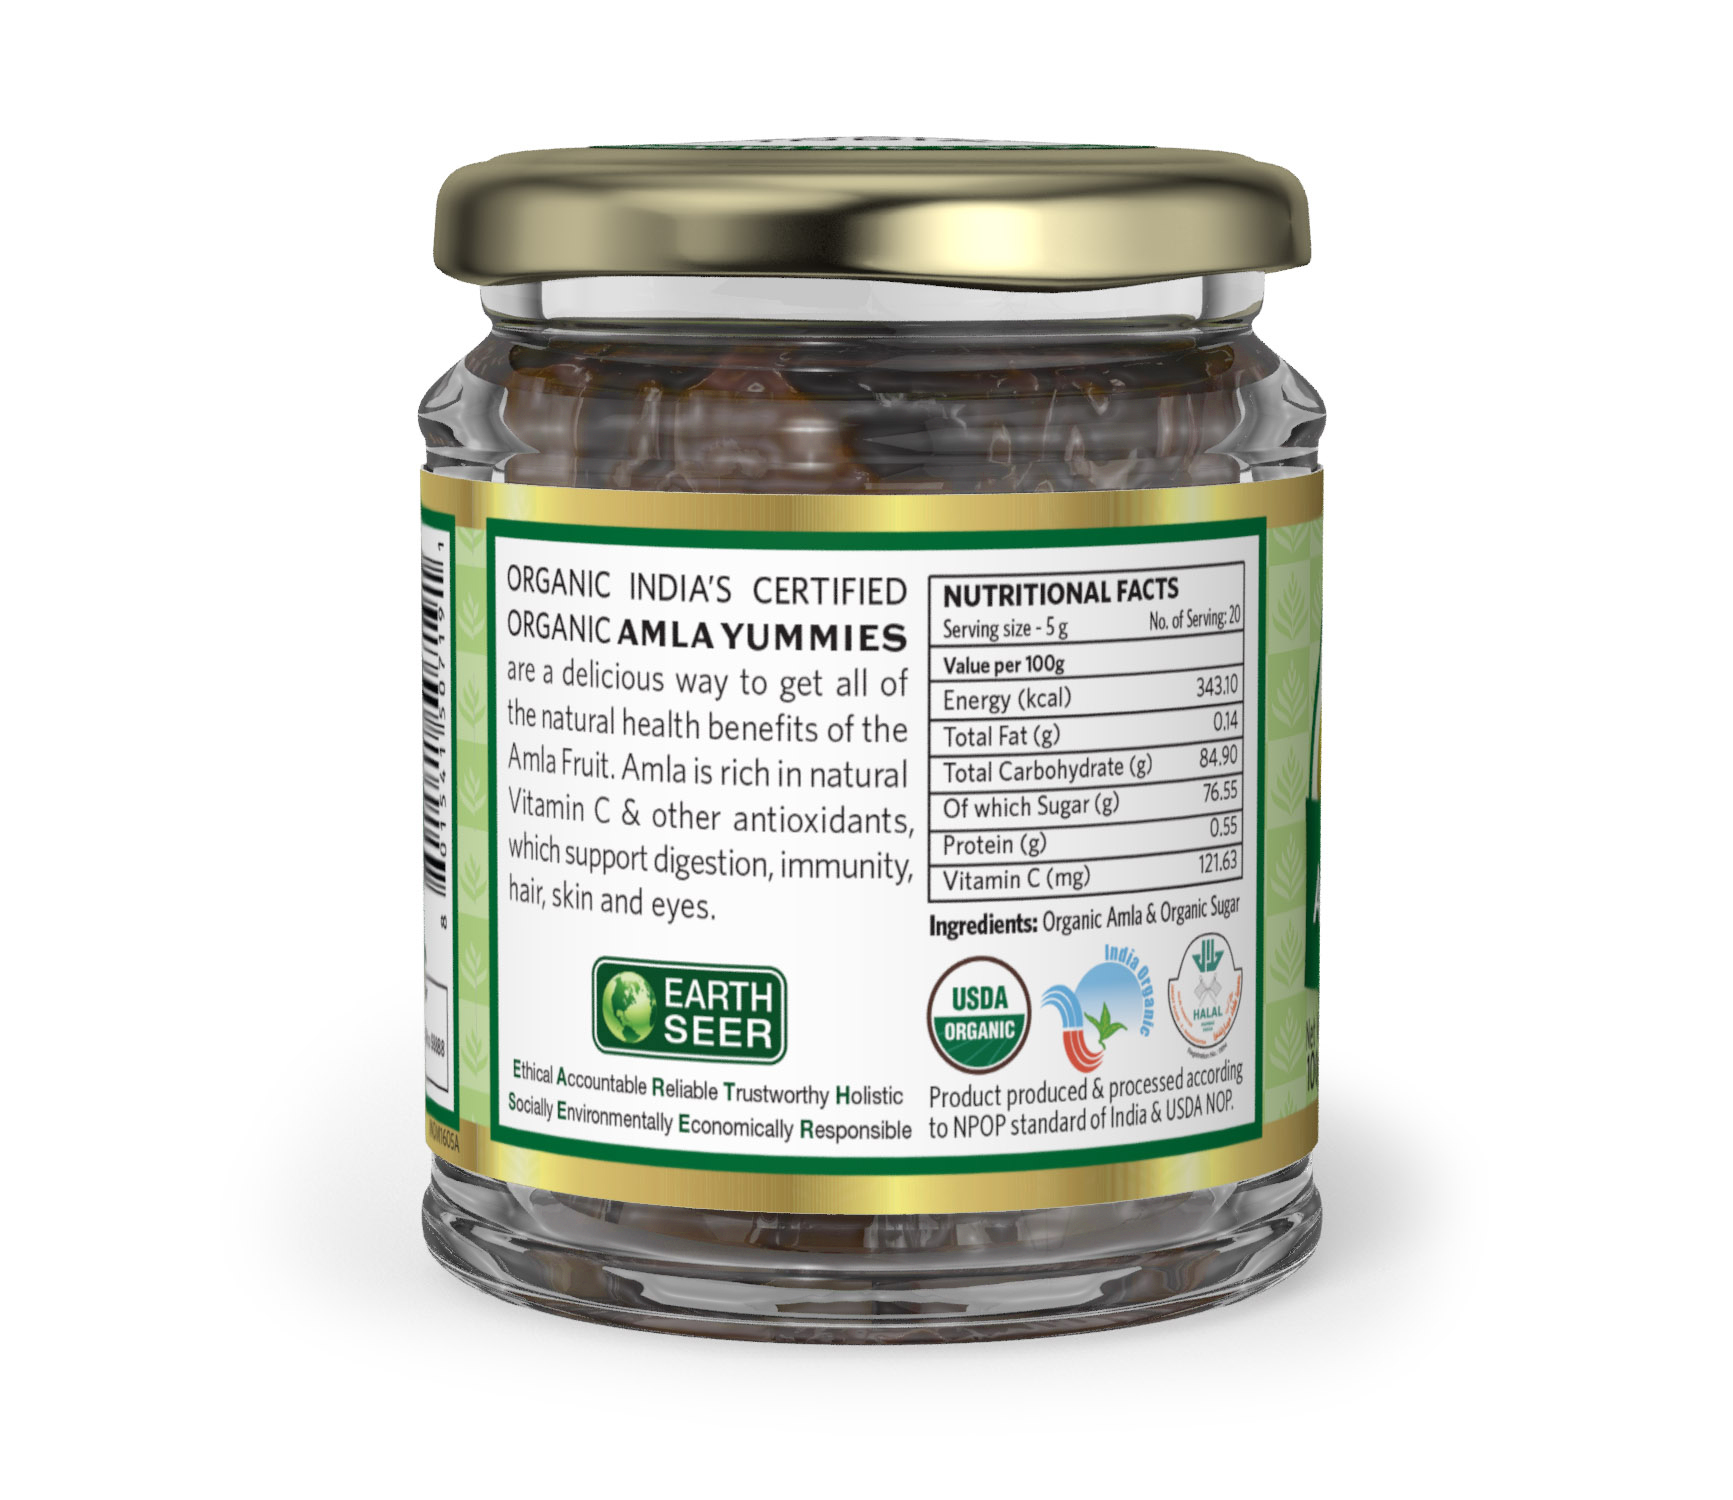 ORGANIC INDIA'S CERTIFIED
ORGANIC AMLA YUMMIES
are a delicious way to get all of
the natural health benefits of the
Amla Fruit. Amla is rich in natural
Vitamin C & other antioxidants,
which support digestion, immunity,
hair, skin and eyes.
EARTH
SEER
Ethical Accountable Reliable Trustworthy Holistic
Socially Environmentally Economically Responsible
NUTRITIONAL FACTS
Serving size - 5 g No. of Serving: 20
Value per 100g
Energy (kcal) 343.10
Total Fat (g) 0.14
Total Carbohydrate (g) 84.90
Of which Sugar (g) 76.55
Protein (g) 0.55
Vitamin C (mg) 121.63
Ingredients: Organic Amla & Organic Sugar
USDA
ORGANIC
India Organic
HALAL
Product produced & processed according
to NPOP standard of India & USDA NOP.